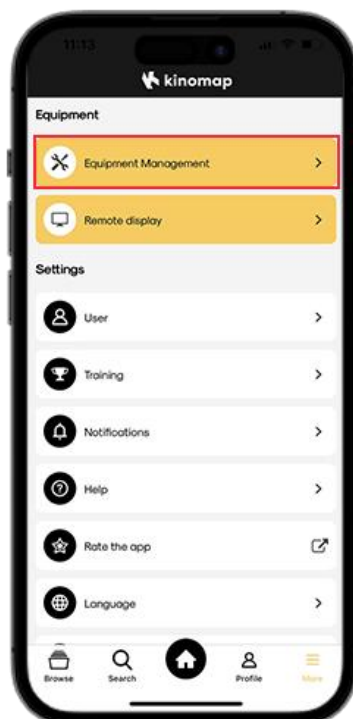 11:13
kinomap
Equipment
Equipment Management
Remote display
Settings
User
Training
Notifications
Help
Rate the app
Language
Browse
Search
Profile
More